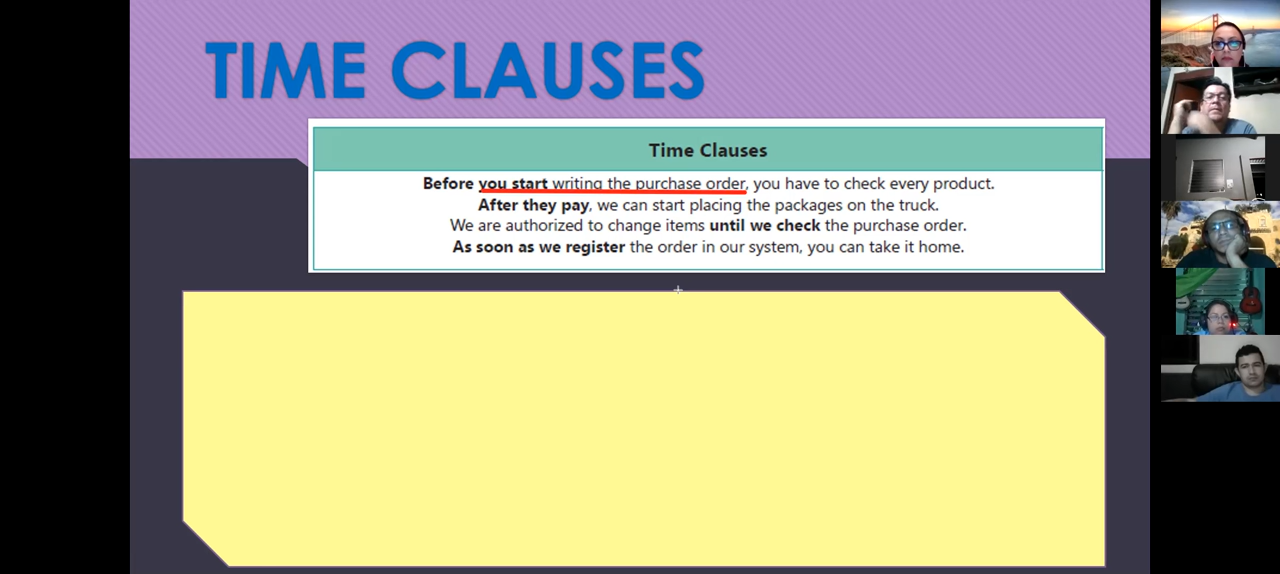 TIME CLAUSES
Time Clauses
Before you start writing the purchase order, you have to check every product.
After they pay, we can start placing the packages on the truck.
We are authorized to change items until we check the purchase order.
As soon as we register the order in our system, you can take it home.